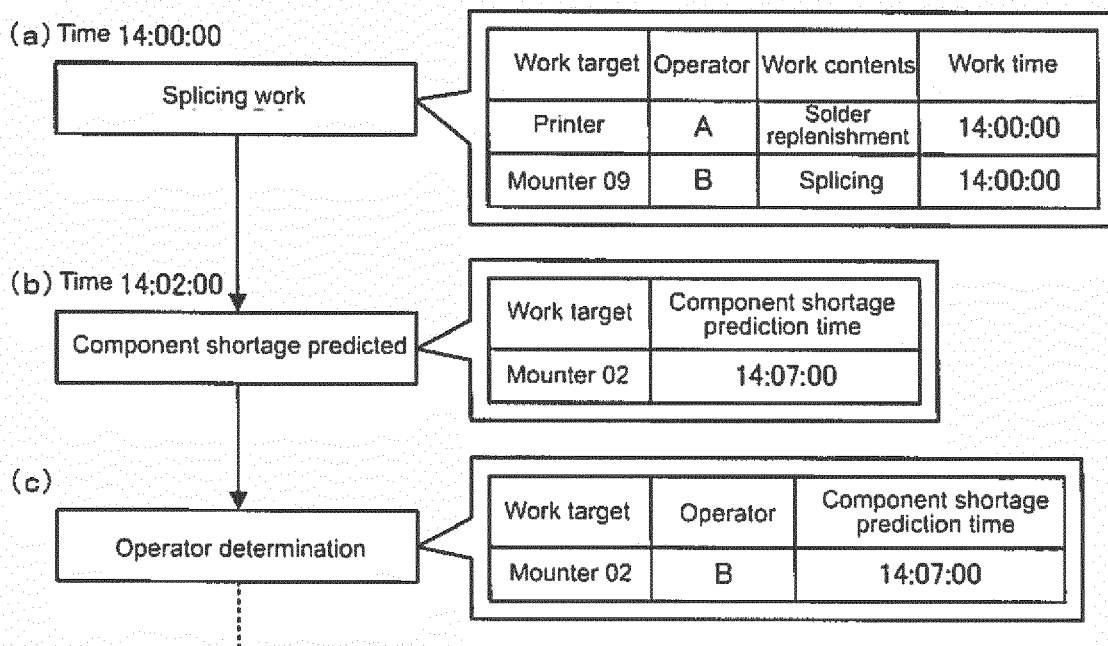 (a) Time 14:00:00
Splicing work
Work target Operator Work contents Work time
Printer A Solder replenishment 14:00:00
Mounter 09 B Splicing 14:00:00
(b) Time 14:02:00
Component shortage predicted
Work target Component shortage prediction time
Mounter 02 14:07:00
(c)
Operator determination
Work target Operator Component shortage prediction time
Mounter 02 B 14:07:00